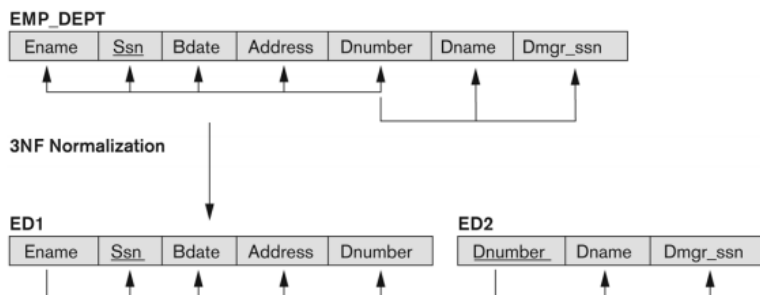 EMP_DEPT
Ename Ssn Bdate Address Dnumber Dname Dmgr_ssn
3NF Normalization
ED1
Ename Ssn Bdate Address Dnumber
ED2
Dnumber Dname Dmgr_ssn